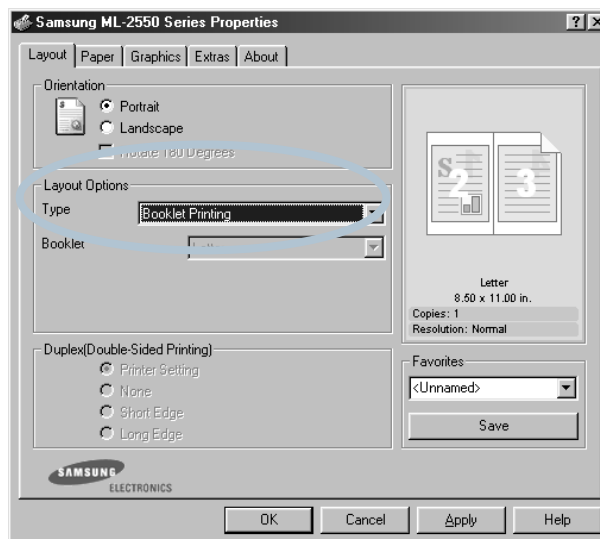 Samsung ML-2550 Series Properties
Layout Paper Graphics Extras About
Orientation
Portrait
Landscape
Rotate 180 Degrees
Layout Options
Type Booklet Printing
Booklet Letter
S 2 3
Letter
8.50 x 11.00 in.
Copies: 1
Resolution: Normal
Duplex(Double-Sided Printing)
Printer Setting
None
Short Edge
Long Edge
Favorites
<Unnamed>
Save
SAMSUNG
ELECTRONICS
OK Cancel Apply Help